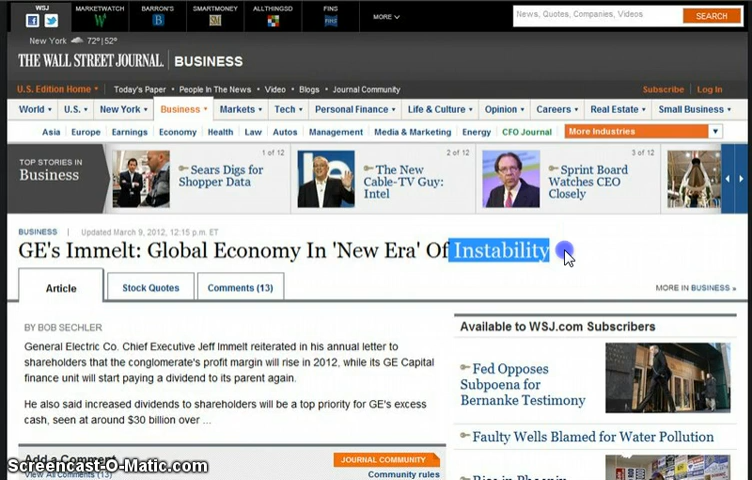 WSJ MARKETWATCH BARRON'S SMARTMONEY ALLTHINGSD FINS MORE
News, Quotes, Companies, Videos SEARCH
New York 72° | 52°
THE WALL STREET JOURNAL. BUSINESS
U.S. Edition Home Today's Paper • People In The News • Video • Blogs • Journal Community Subscribe Log In
World U.S. New York Business Markets Tech Personal Finance Life & Culture Opinion Careers Real Estate Small Business
Asia Europe Earnings Economy Health Law Autos Management Media & Marketing Energy CFO Journal More Industries
TOP STORIES IN
Business
1 of 12
Sears Digs for
Shopper Data
2 of 12
The New
Cable-TV Guy:
Intel
3 of 12
Sprint Board
Watches CEO
Closely
BUSINESS | Updated March 9, 2012, 12:15 p.m. ET
GE's Immelt: Global Economy In 'New Era' Of Instability
Article Stock Quotes Comments (13) MORE IN BUSINESS »
BY BOB SECHLER
General Electric Co. Chief Executive Jeff Immelt reiterated in his annual letter to
shareholders that the conglomerate's profit margin will rise in 2012, while its GE Capital
finance unit will start paying a dividend to its parent again.
He also said increased dividends to shareholders will be a top priority for GE's excess
cash, seen at around $30 billion over ...
Add a Comment JOURNAL COMMUNITY
View All Comments (13) Community rules
Available to WSJ.com Subscribers
Fed Opposes
Subpoena for
Bernanke Testimony
Faulty Wells Blamed for Water Pollution
Rise in Phoenix
Screencast-O-Matic.com